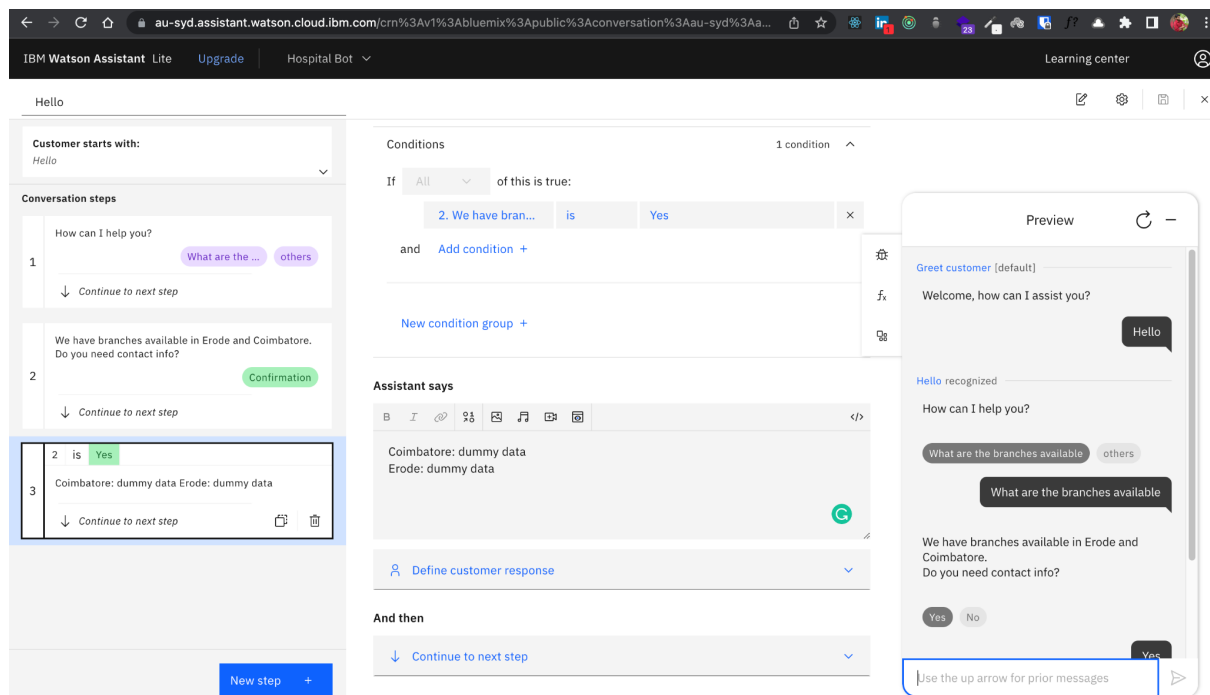 au-syd.assistant.watson.cloud.ibm.com/crn%3Av1%3Abluemix%3Apublic%3Aconversation%3Aau-syd%3Aa...
1
23
f?
IBM Watson Assistant Lite
Upgrade
Hospital Bot
Learning center
Hello
Customer starts with:
Hello
Conversation steps
1
How can I help you?
What are the ...
others
Continue to next step
2
We have branches available in Erode and Coimbatore.
Do you need contact info?
Confirmation
Continue to next step
3
2 is Yes
Coimbatore: dummy data Erode: dummy data
Continue to next step
New step +
Conditions
1 condition
If All of this is true:
2. We have bran... is Yes
and Add condition +
New condition group +
Assistant says
B I </>
Coimbatore: dummy data
Erode: dummy data
Define customer response
And then
Continue to next step
fx
Preview
Greet customer [default]
Welcome, how can I assist you?
Hello
Hello recognized
How can I help you?
What are the branches available
others
What are the branches available
We have branches available in Erode and
Coimbatore.
Do you need contact info?
Yes
No
Yes
Use the up arrow for prior messages